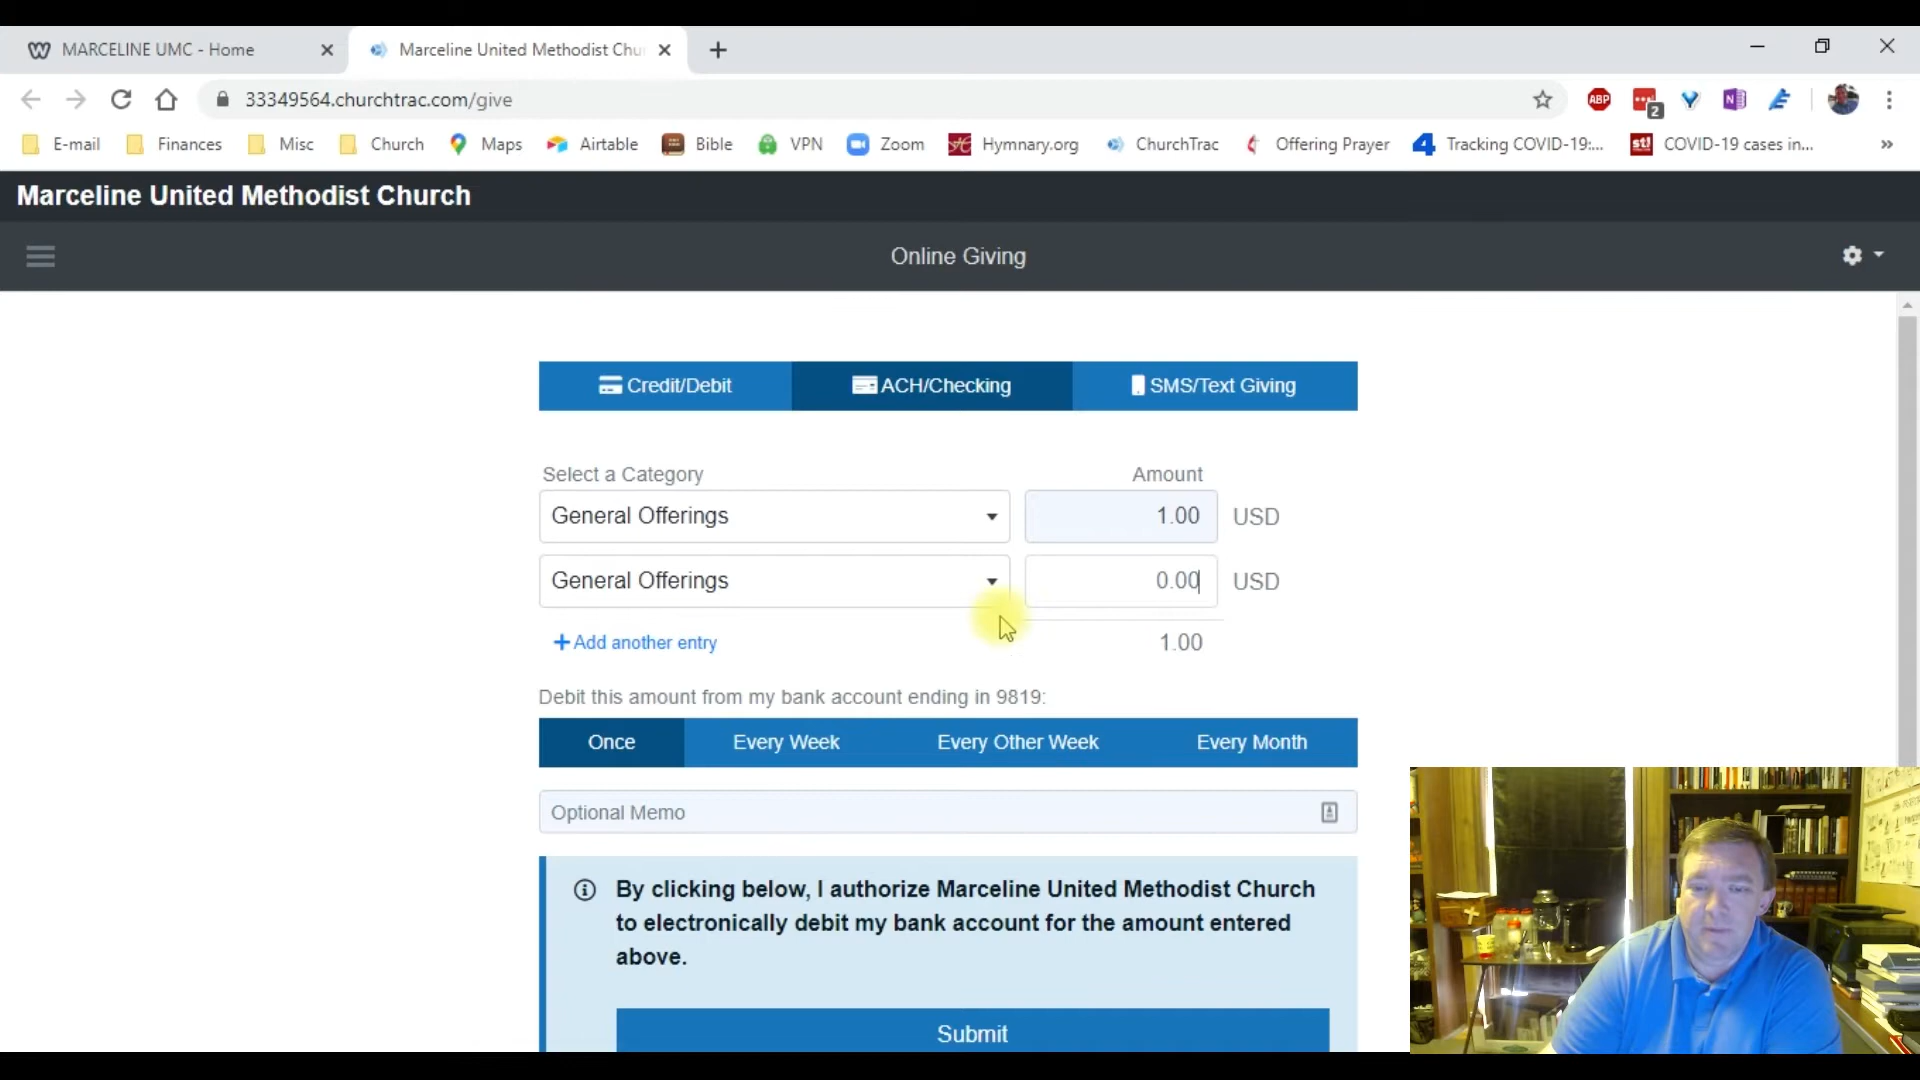 MARCELINE UMC - Home
Marceline United Methodist Chu
33349564.churchtrac.com/give
ABP
2
N
E-mail
Finances
Misc
Church
Maps
Airtable
Bible
VPN
Zoom
Hymnary.org
ChurchTrac
Offering Prayer
4
Tracking COVID-19:...
st!
COVID-19 cases in...
»
Marceline United Methodist Church
Online Giving
Credit/Debit
ACH/Checking
SMS/Text Giving
Select a Category
Amount
General Offerings
1.00
USD
General Offerings
0.00
USD
+ Add another entry
1.00
Debit this amount from my bank account ending in 9819:
Once
Every Week
Every Other Week
Every Month
Optional Memo
By clicking below, I authorize Marceline United Methodist Church
to electronically debit my bank account for the amount entered
above.
Submit